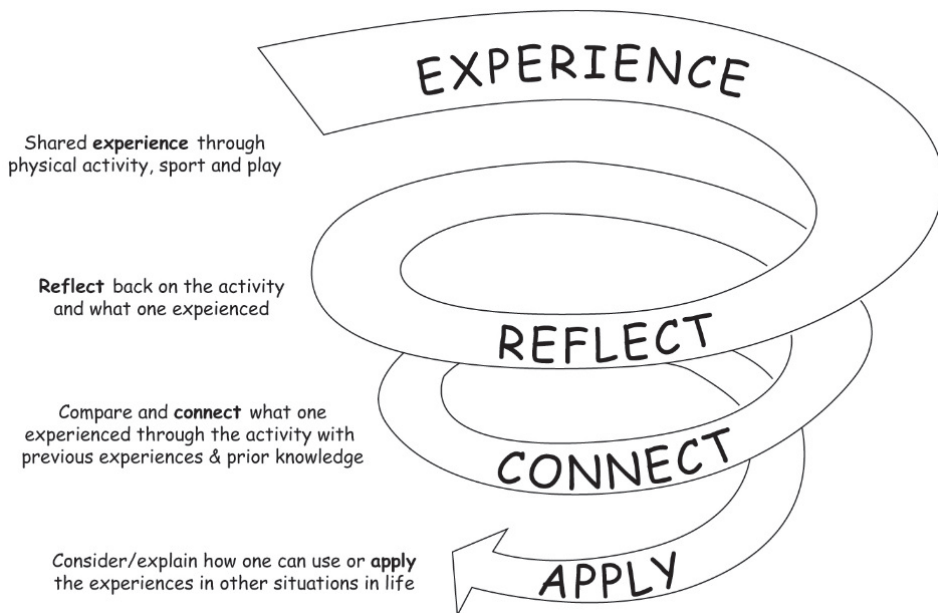 EXPERIENCE
Shared experience through
physical activity, sport and play
Reflect back on the activity
and what one expeienced
REFLECT
Compare and connect what one
experienced through the activity with
previous experiences & prior knowledge
CONNECT
Consider/explain how one can use or apply
the experiences in other situations in life
APPLY